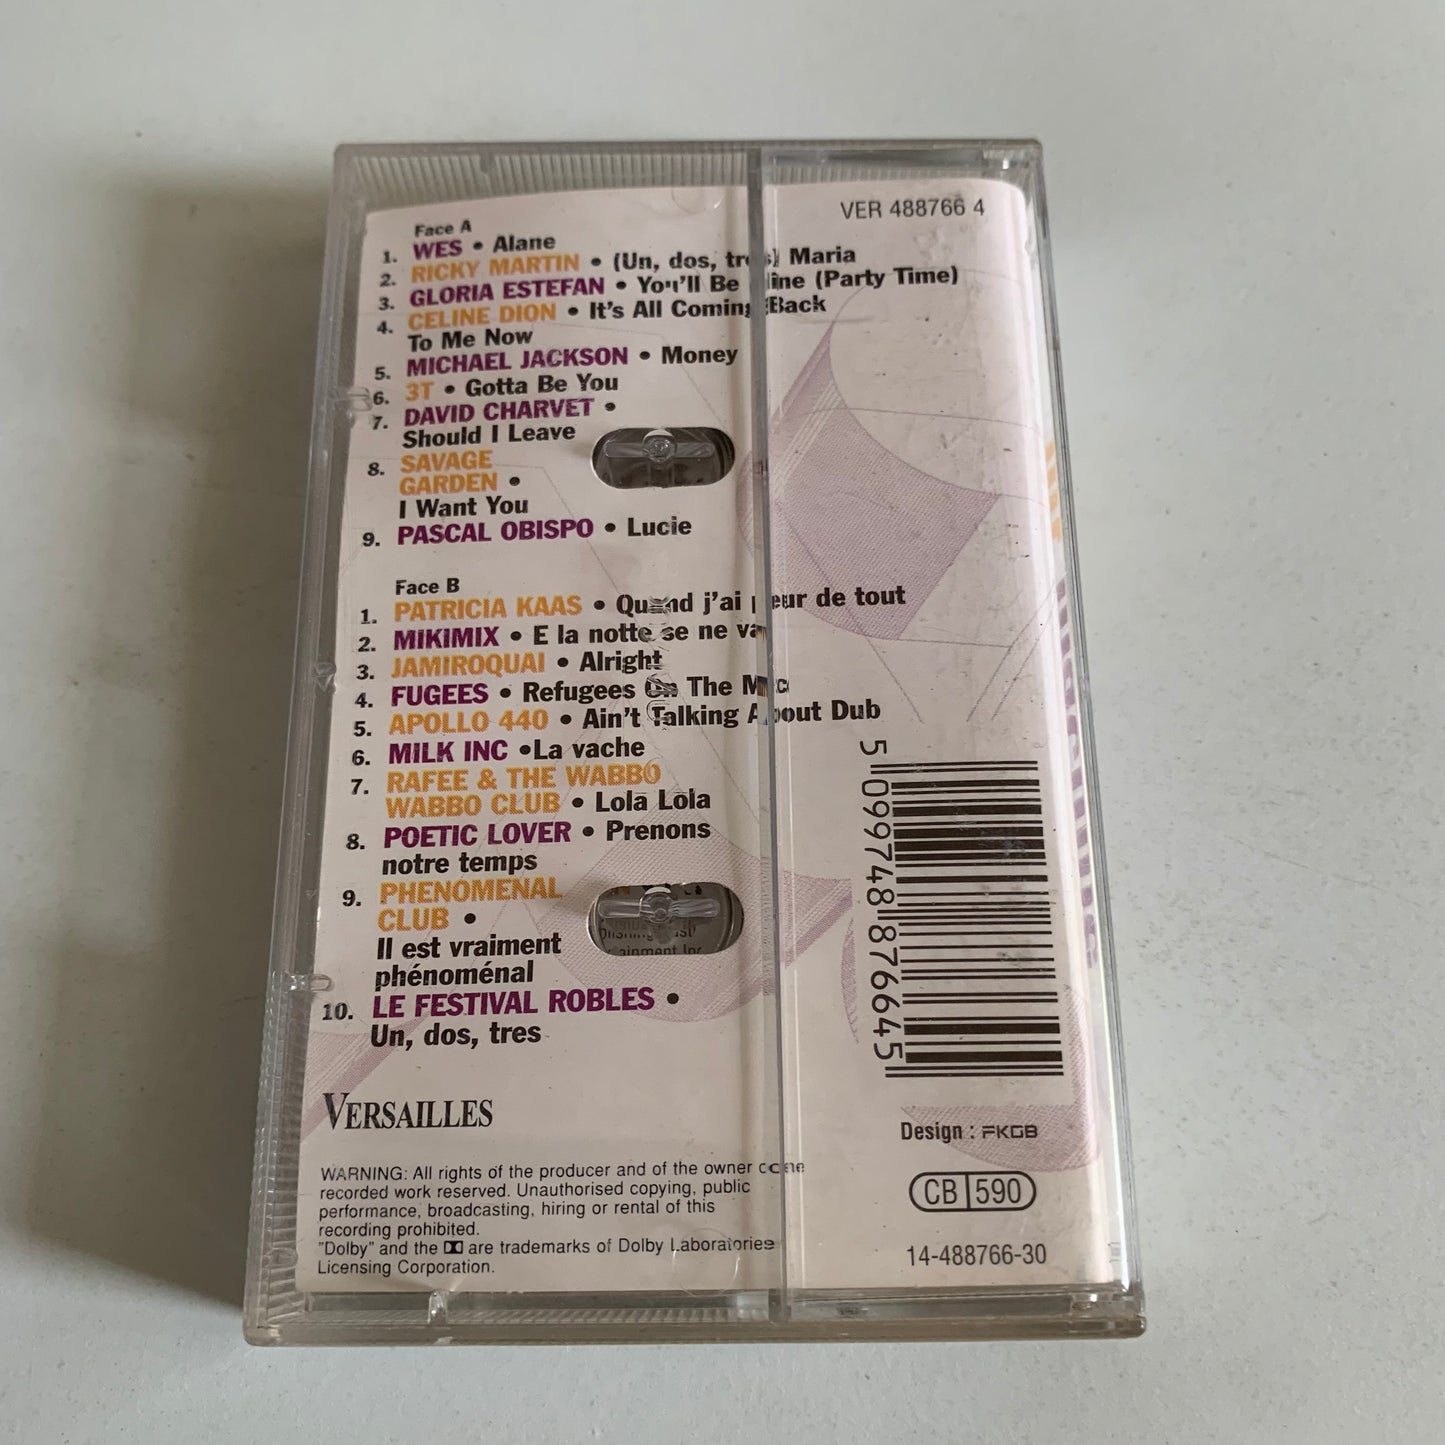 VER 488766 4
Face A
1. WES • Alane
2. RICKY MARTIN • (Un, dos, tres) Maria
3. GLORIA ESTEFAN • You'll Be Mine (Party Time)
4. CELINE DION • It's All Coming Back
To Me Now
5. MICHAEL JACKSON • Money
6. 3T • Gotta Be You
7. DAVID CHARVET •
Should I Leave
8. SAVAGE
GARDEN •
I Want You
9. PASCAL OBISPO • Lucie
Face B
1. PATRICIA KAAS • Quand j'ai peur de tout
2. MIKIMIX • E la notte se ne va
3. JAMIROQUAI • Alright
4. FUGEES • Refugees On The Mic
5. APOLLO 440 • Ain't Talking About Dub
6. MILK INC •La vache
7. RAFEE & THE WABBO
WABBO CLUB • Lola Lola
8. POETIC LOVER • Prenons
notre temps
9. PHENOMENAL
CLUB •
Il est vraiment
phénoménal
10. LE FESTIVAL ROBLES •
Un, dos, tres
VERSAILLES
WARNING: All rights of the producer and of the owner of the
recorded work reserved. Unauthorised copying, public
performance, broadcasting, hiring or rental of this
recording prohibited.
"Dolby" and the are trademarks of Dolby Laboratories
Licensing Corporation.
5 099748 876645
Design : FKGB
CB 590
14-488766-30